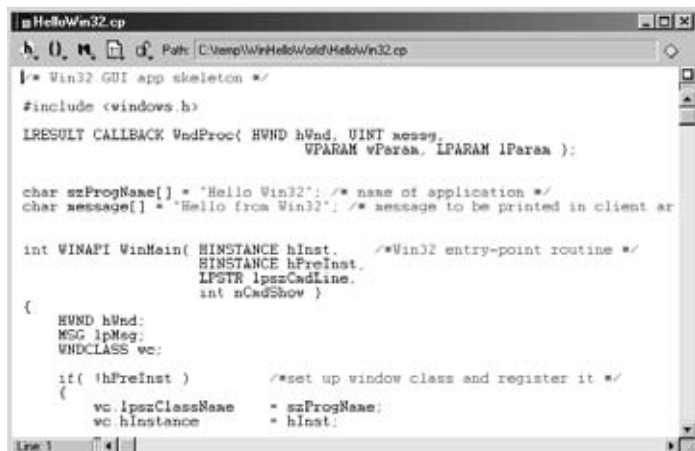 HelloWin32.cp
Path: C:\temp\WinHelloWorld\HelloWin32.cp
/* Win32 GUI app skeleton */
#include <windows.h>
LRESULT CALLBACK WndProc( HWND hWnd, UINT messg,
WPARAM wParam, LPARAM lParam );
char szProgName[] = "Hello Win32"; /* name of application */
char message[] = "Hello from Win32"; /* message to be printed in client ar
int WINAPI WinMain( HINSTANCE hInst, /*Win32 entry-point routine */
HINSTANCE hPreInst,
LPSTR lpszCmdLine,
int nCmdShow )
{
HWND hWnd;
MSG lpMsg;
WNDCLASS wc;
if( !hPreInst ) /*set up window class and register it */
{
wc.lpszClassName = szProgName;
wc.hInstance = hInst;
Line: 1